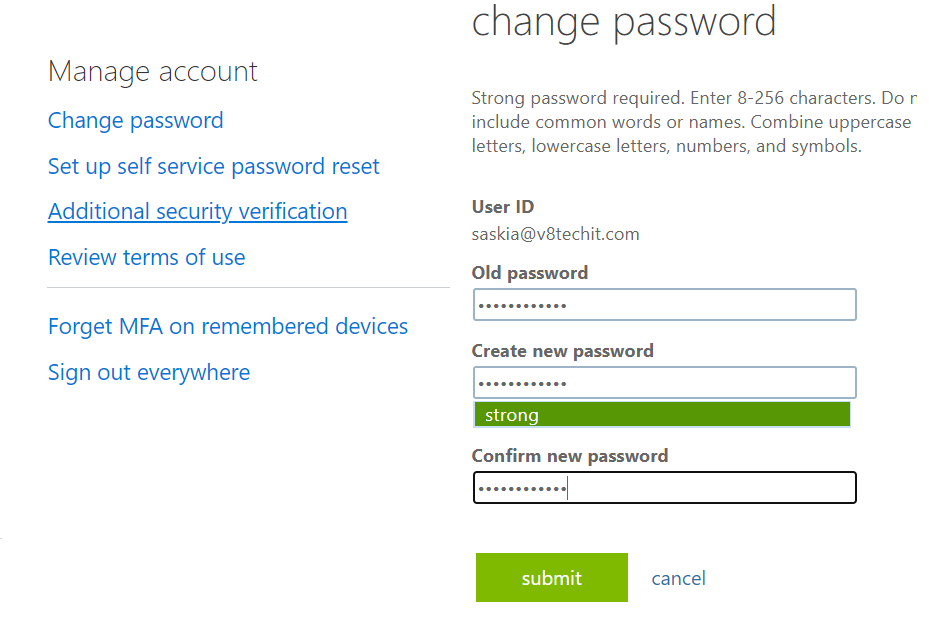 Manage account
Change password
Set up self service password reset
Additional security verification
Review terms of use
Forget MFA on remembered devices
Sign out everywhere
change password
Strong password required. Enter 8-256 characters. Do
include common words or names. Combine uppercase
letters, lowercase letters, numbers, and symbols.
User ID
saskia@v8techit.com
Old password
••••••••••••
Create new password
••••••••••••
strong
Confirm new password
••••••••••••
submit
cancel